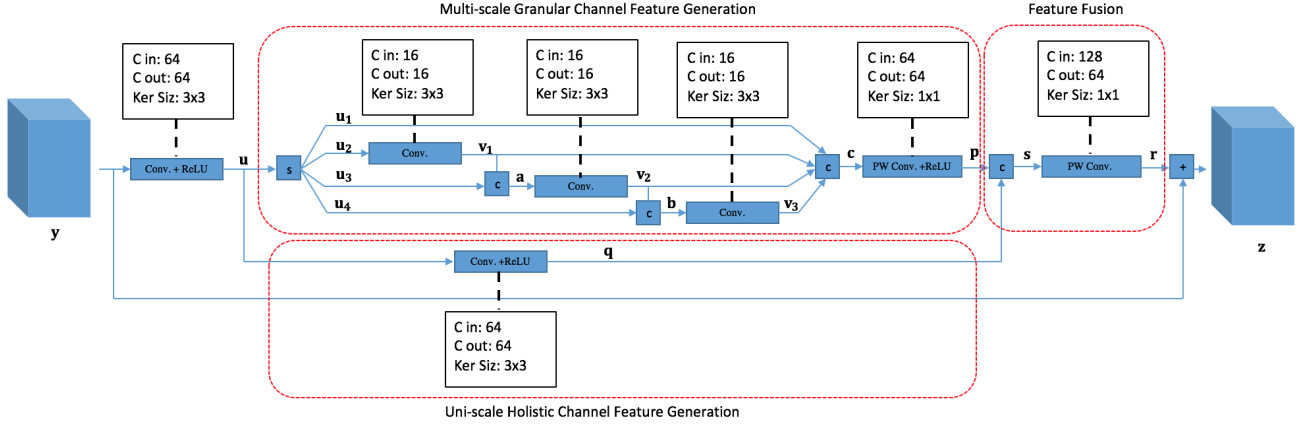 Multi-scale Granular Channel Feature Generation
Feature Fusion
C in: 64
C out: 64
Ker Siz: 3x3
C in: 16
C out: 16
Ker Siz: 3x3
C in: 16
C out: 16
Ker Siz: 3x3
C in: 16
C out: 16
Ker Siz: 3x3
C in: 64
C out: 64
Ker Siz: 1x1
C in: 128
C out: 64
Ker Siz: 1x1
y
Conv. + ReLU
u
s
u₁
u₂
Conv.
v₁
u₃
c
a
Conv.
v₂
u₄
c
b
Conv.
v₃
c
c
PW Conv. +ReLU
p
c
s
PW Conv.
r
+
z
Conv. +ReLU
q
C in: 64
C out: 64
Ker Siz: 3x3
Uni-scale Holistic Channel Feature Generation